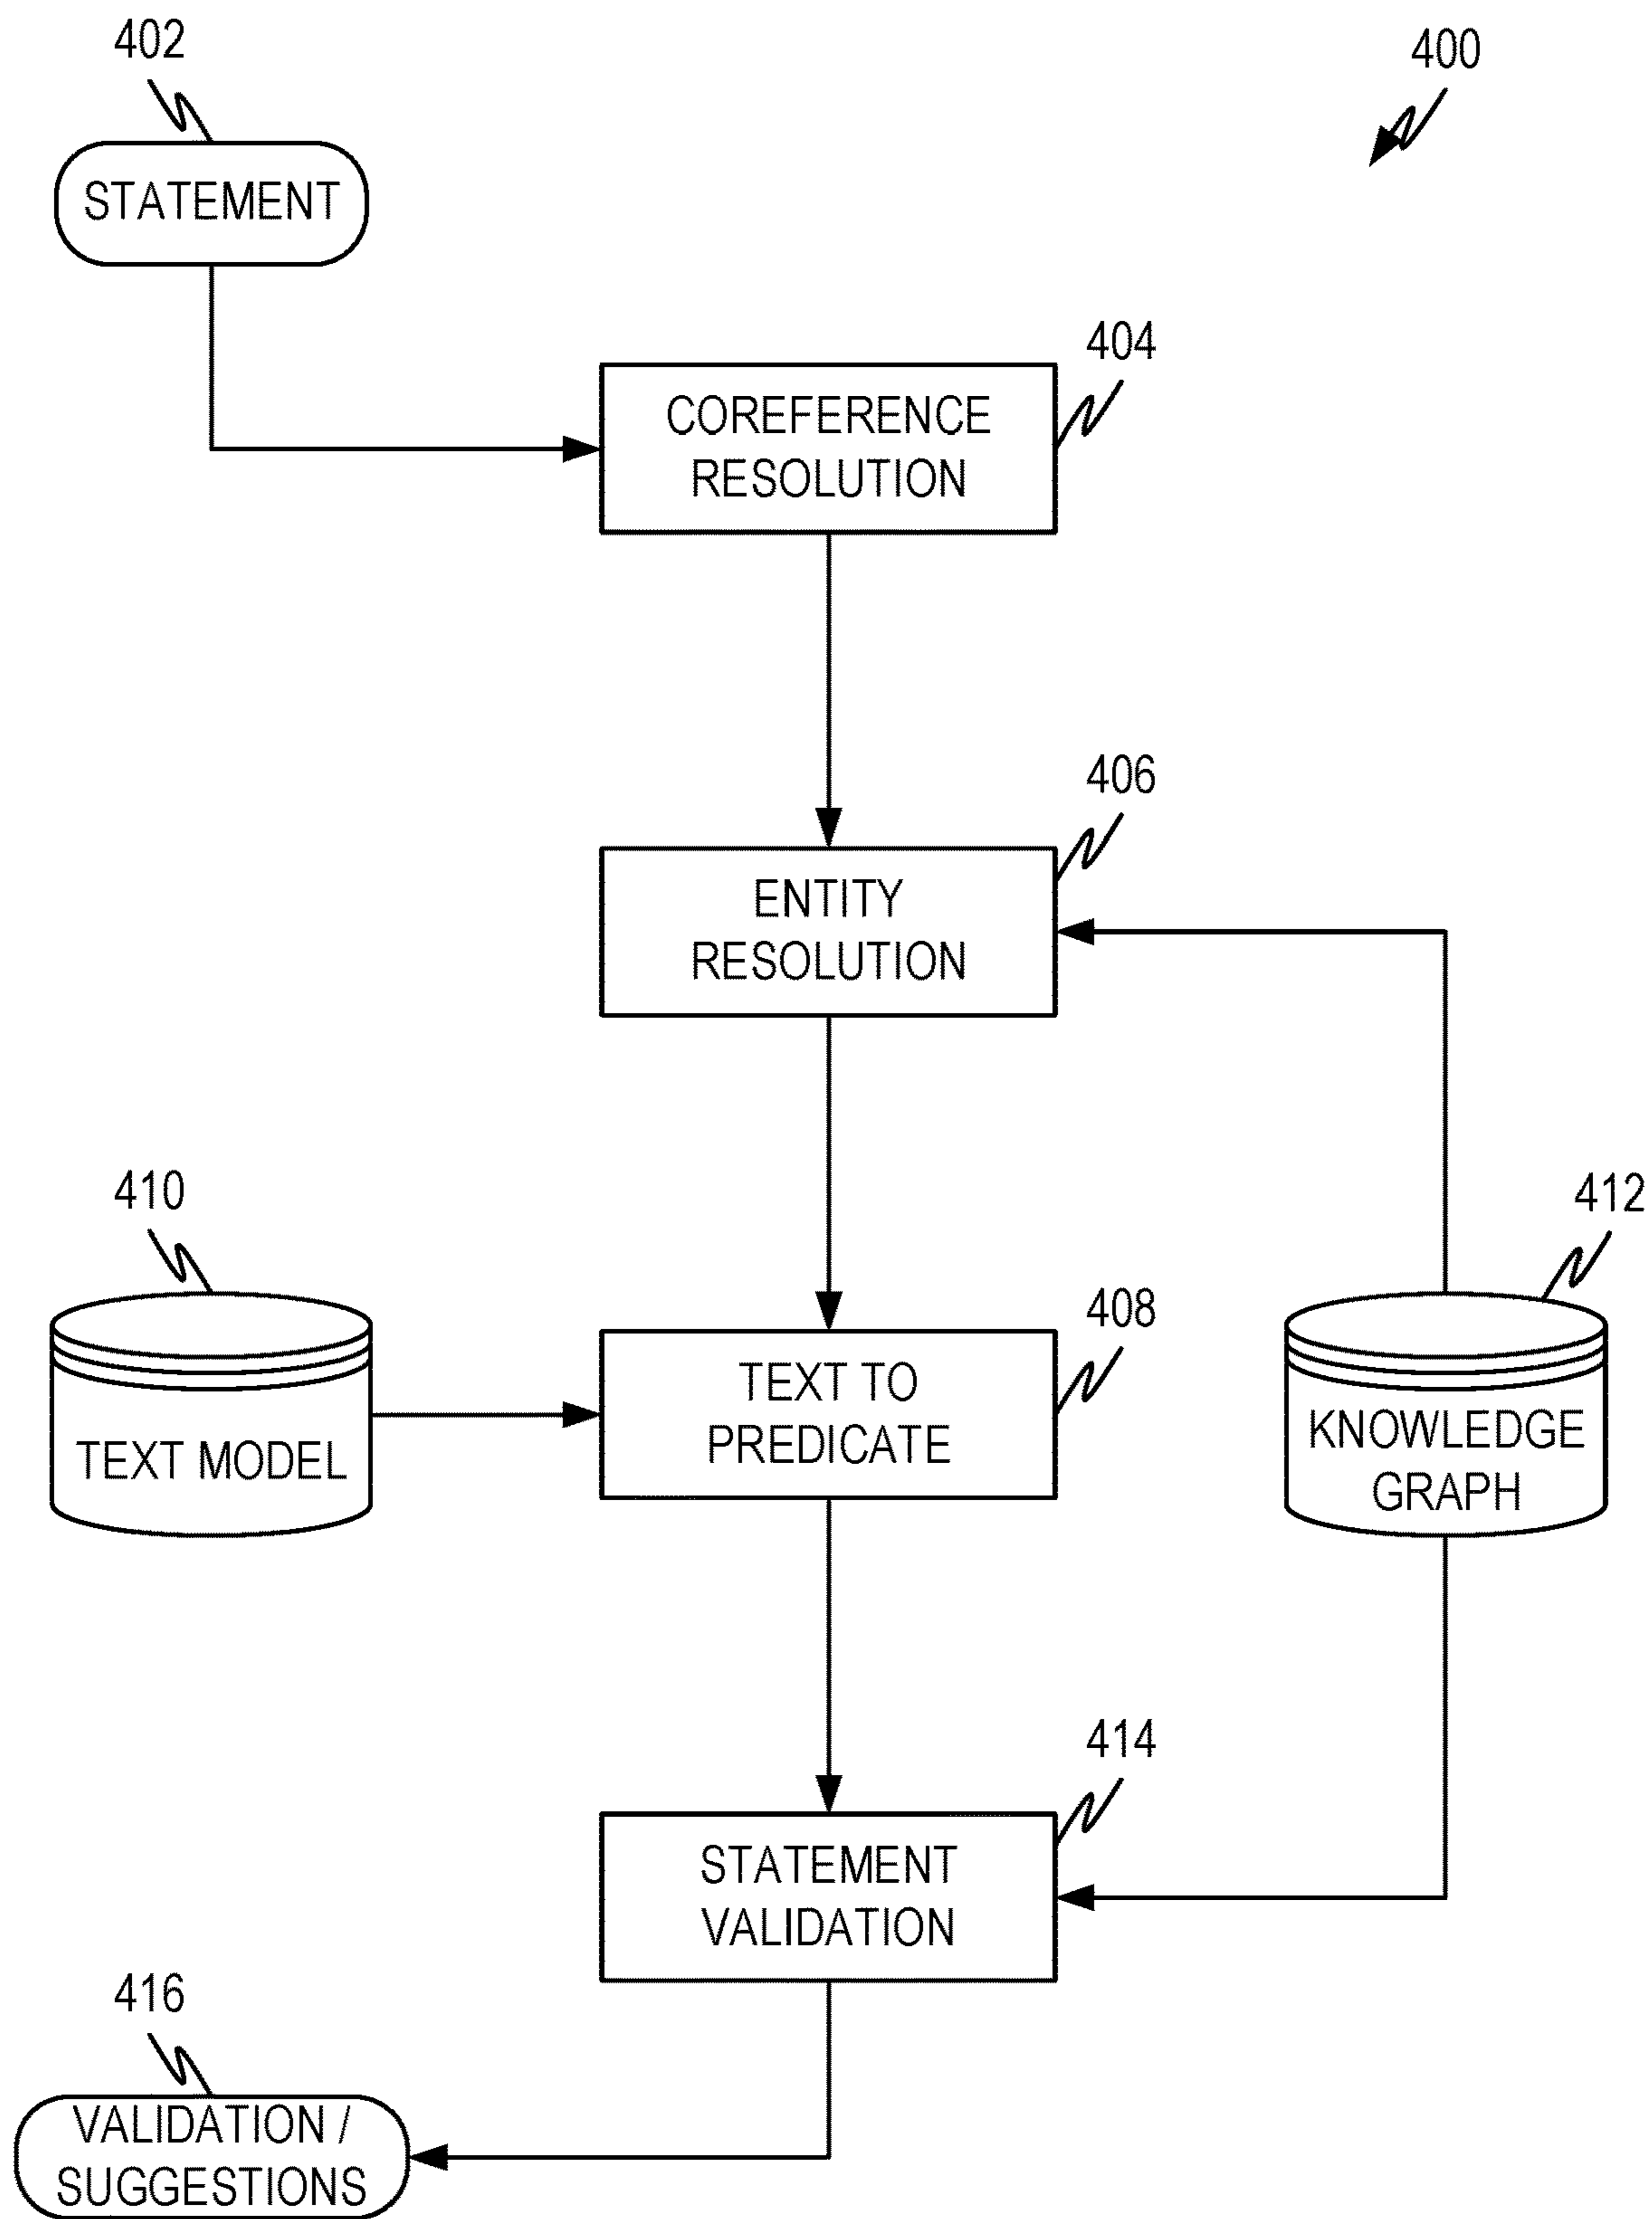 402
400
STATEMENT
404
COREFERENCE
RESOLUTION
406
ENTITY
RESOLUTION
410
412
408
TEXT MODEL
TEXT TO
PREDICATE
KNOWLEDGE
GRAPH
414
STATEMENT
VALIDATION
416
VALIDATION /
SUGGESTIONS